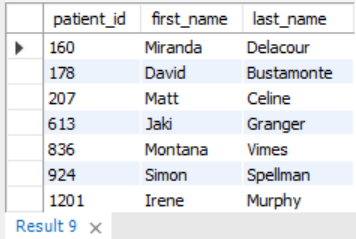 patient_id first_name last_name
160 Miranda Delacour
178 David Bustamonte
207 Matt Celine
613 Jaki Granger
836 Montana Vimes
924 Simon Spellman
1201 Irene Murphy
Result 9